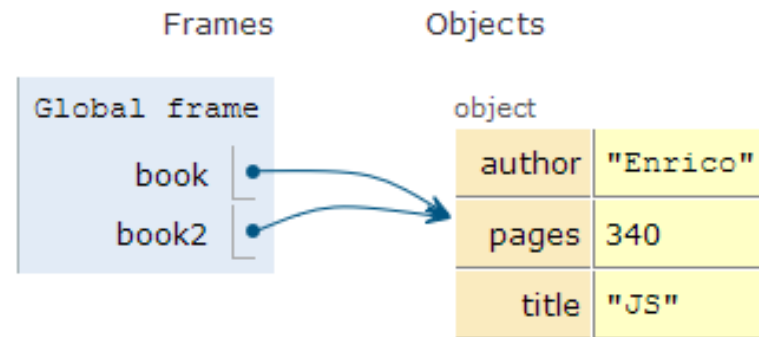 Frames Objects
Global frame
object
book
book2
author "Enrico"
pages 340
title "JS"